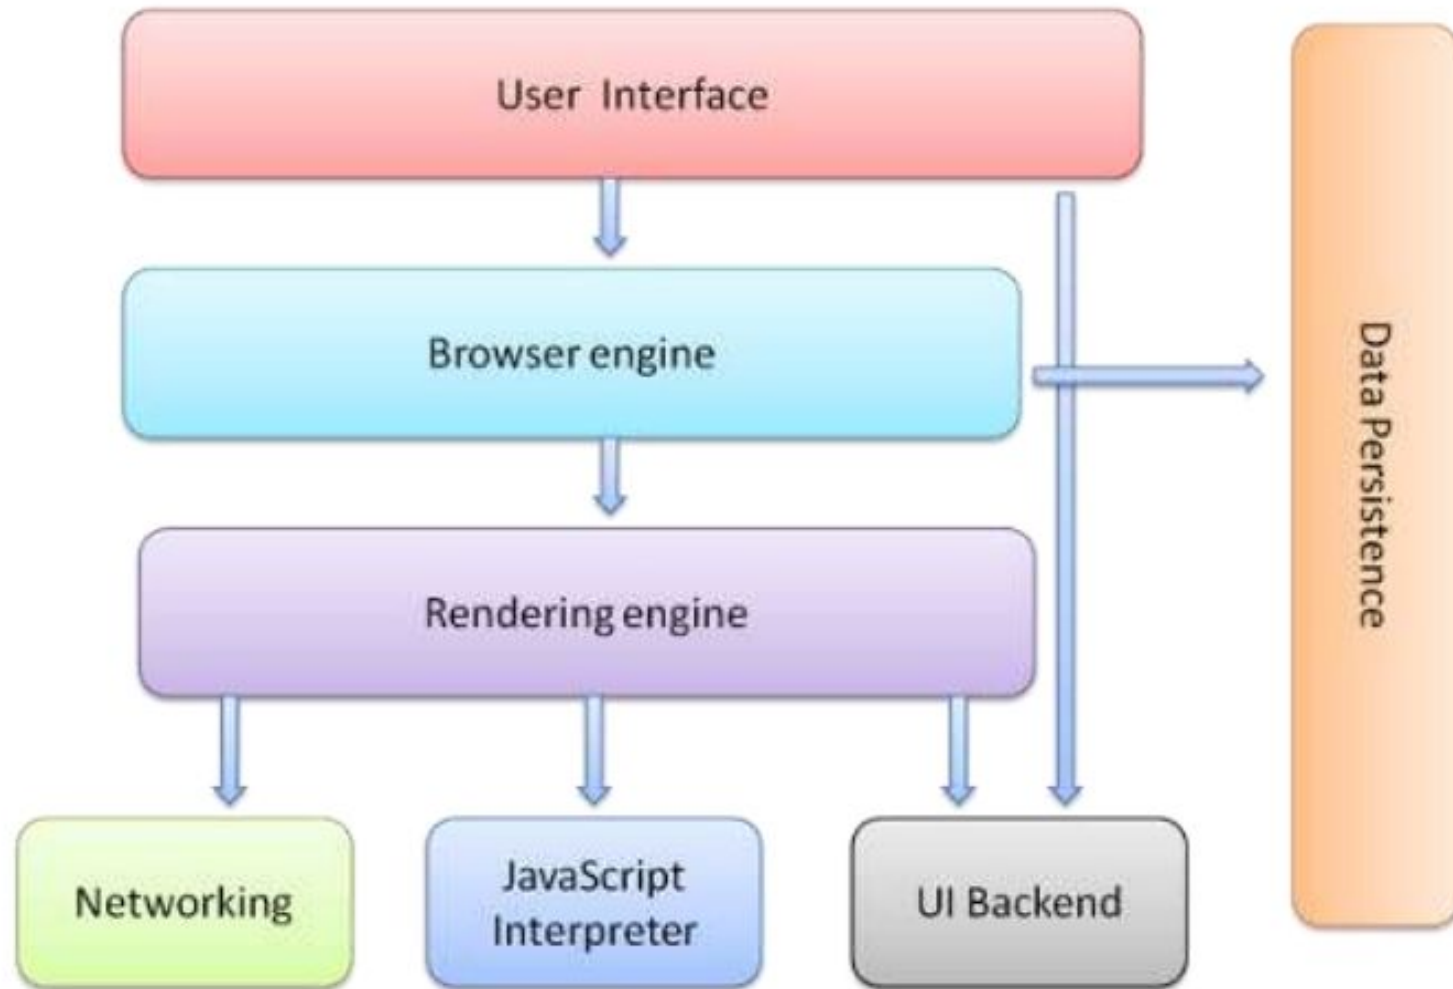 User Interface
Browser engine
Rendering engine
Networking
JavaScript
Interpreter
UI Backend
Data Persistence